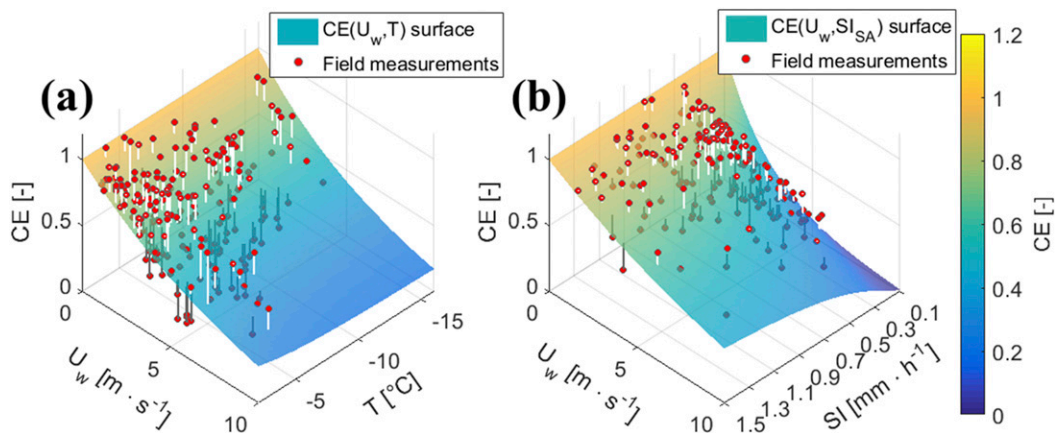 CE(U_w,T) surface
Field measurements
(a)
1
0.5
0
CE [-]
0
5
10
U_w [m · s⁻¹]
-5
-10
-15
T [°C]
CE(U_w,SI_SA) surface
Field measurements
(b)
1
0.5
0
CE [-]
0
5
10
U_w [m · s⁻¹]
1.5
1.3
1.1
0.9
0.7
0.5
0.3
0.1
SI [mm · h⁻¹]
1.2
1
0.8
0.6
0.4
0.2
0
CE [-]